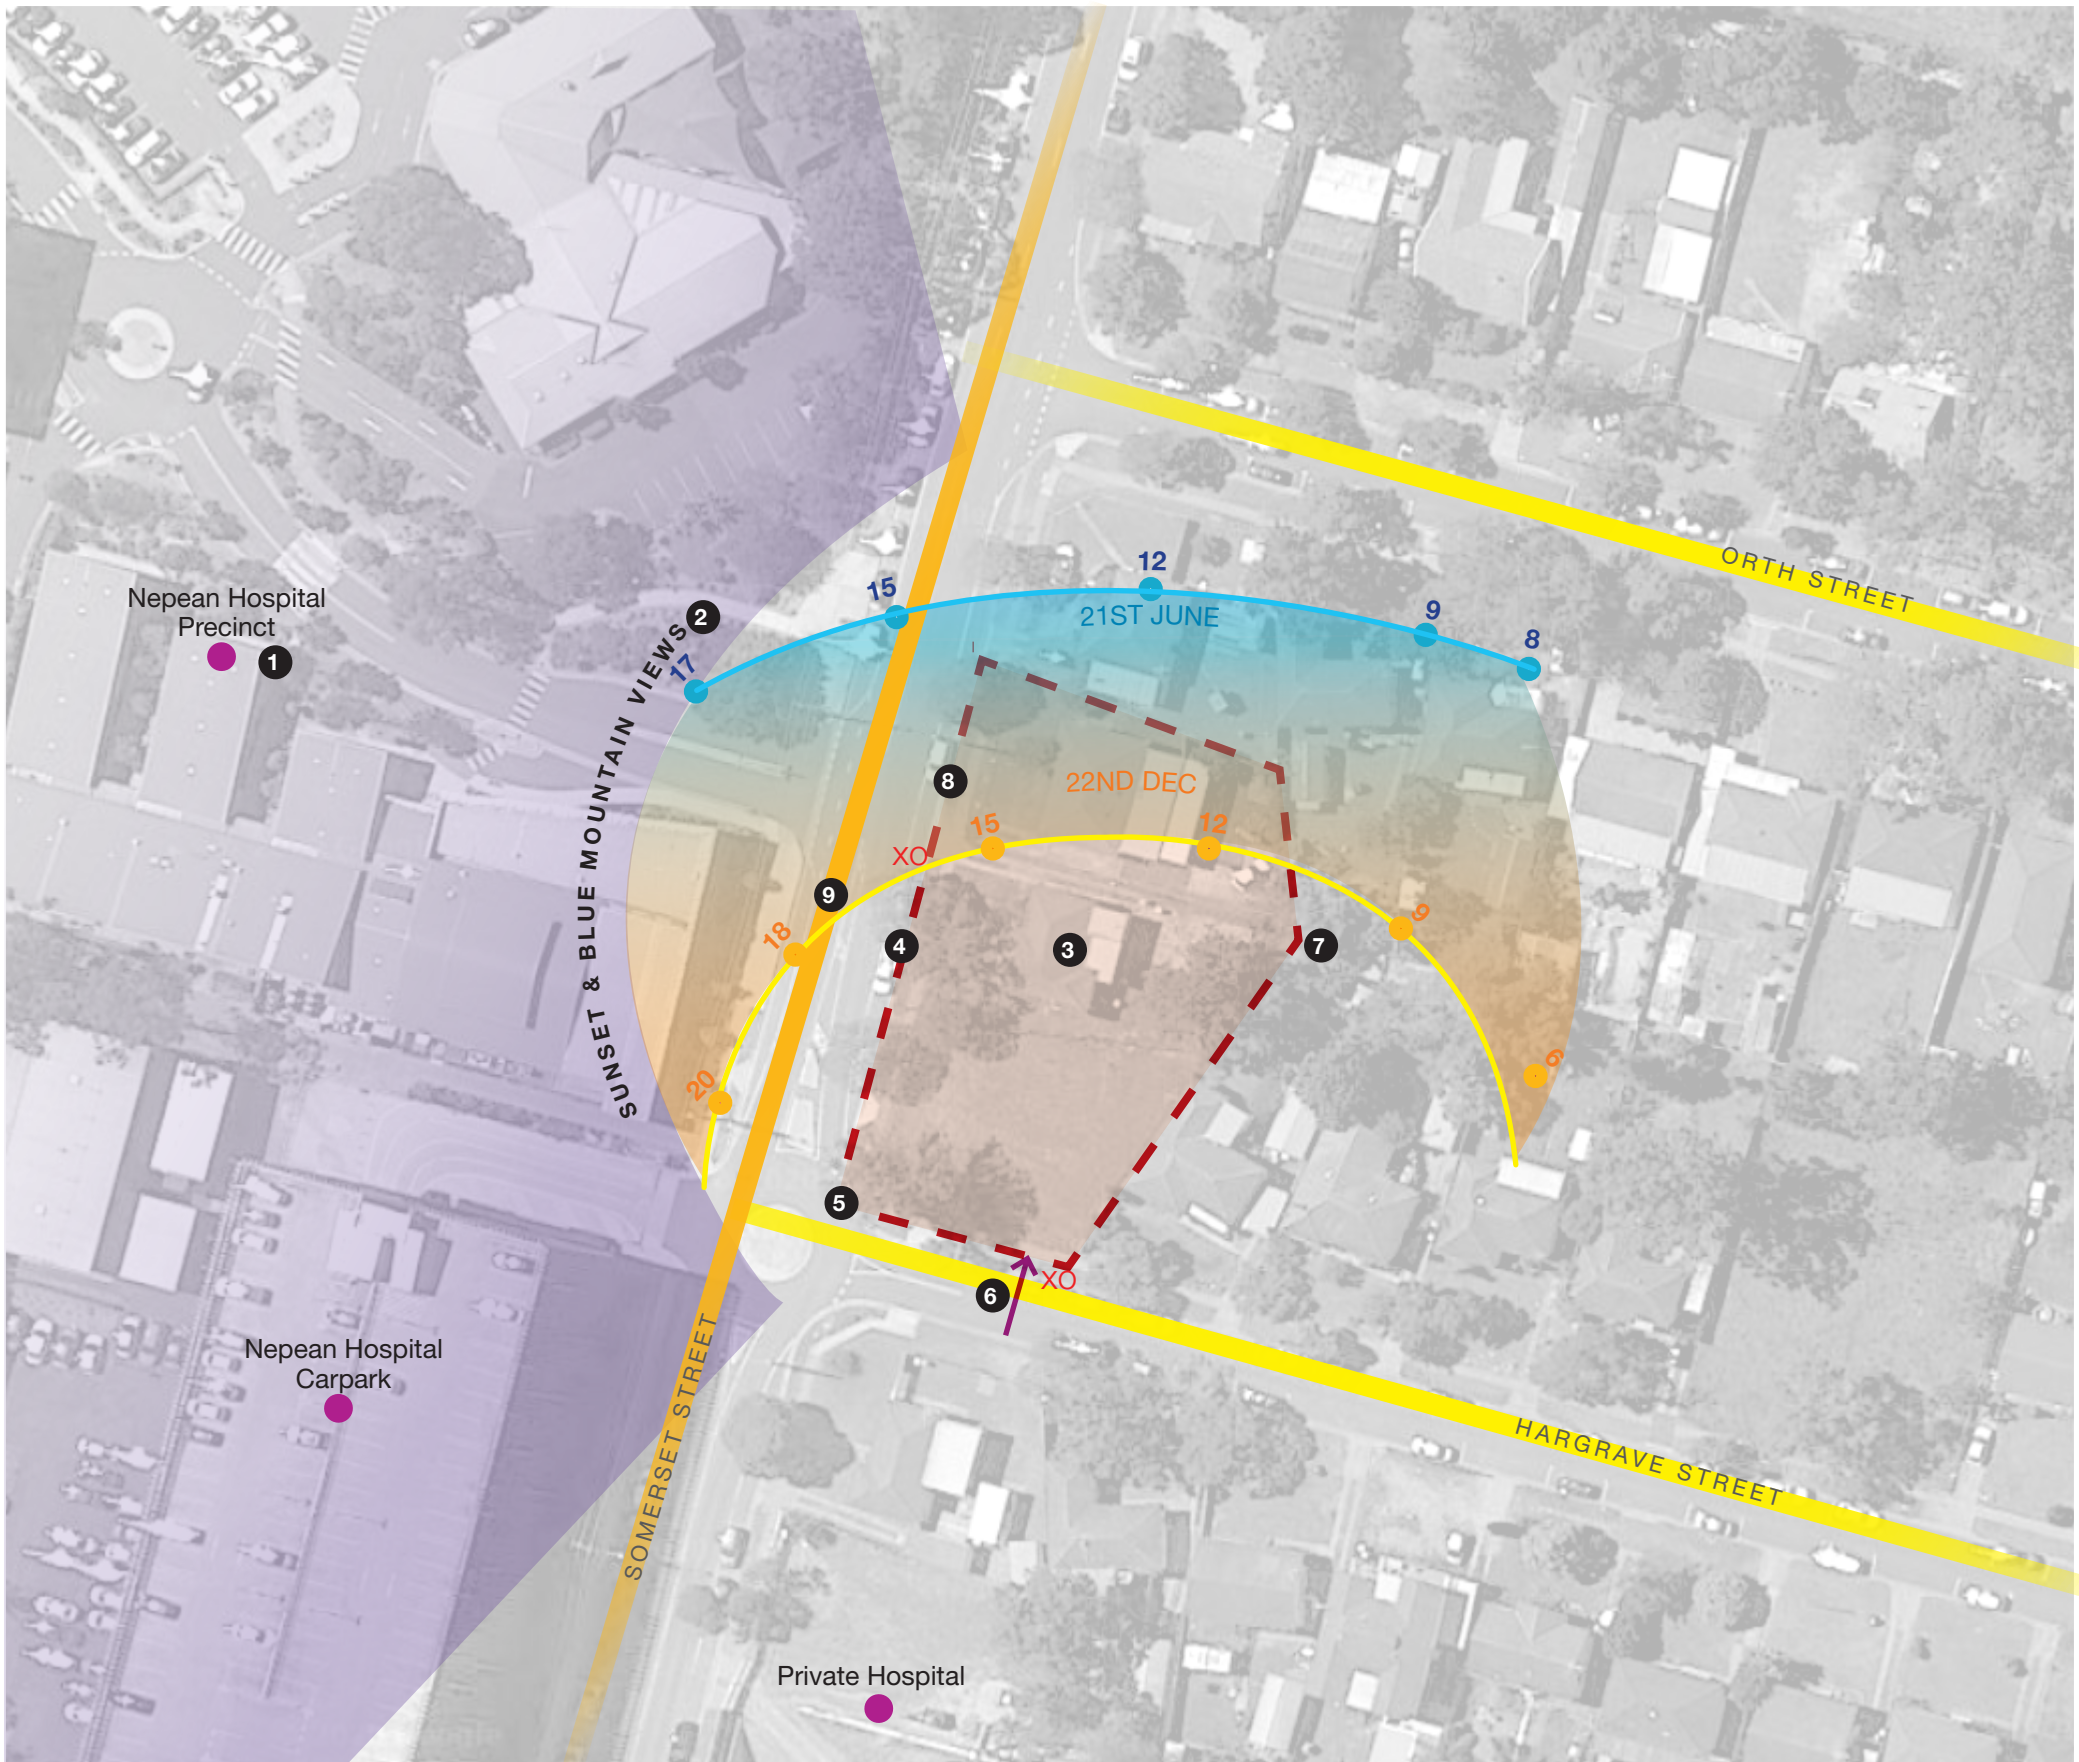 ORTH STREET
12
15
21ST JUNE
9
8
Nepean Hospital
Precinct
1
2
17
SUNSET & BLUE MOUNTAIN VIEWS
22ND DEC
8
15
12
XO
9
18
4
3
7
9
6
20
5
6
XO
SOMERSET STREET
Nepean Hospital
Carpark
HARGRAVE STREET
Private Hospital